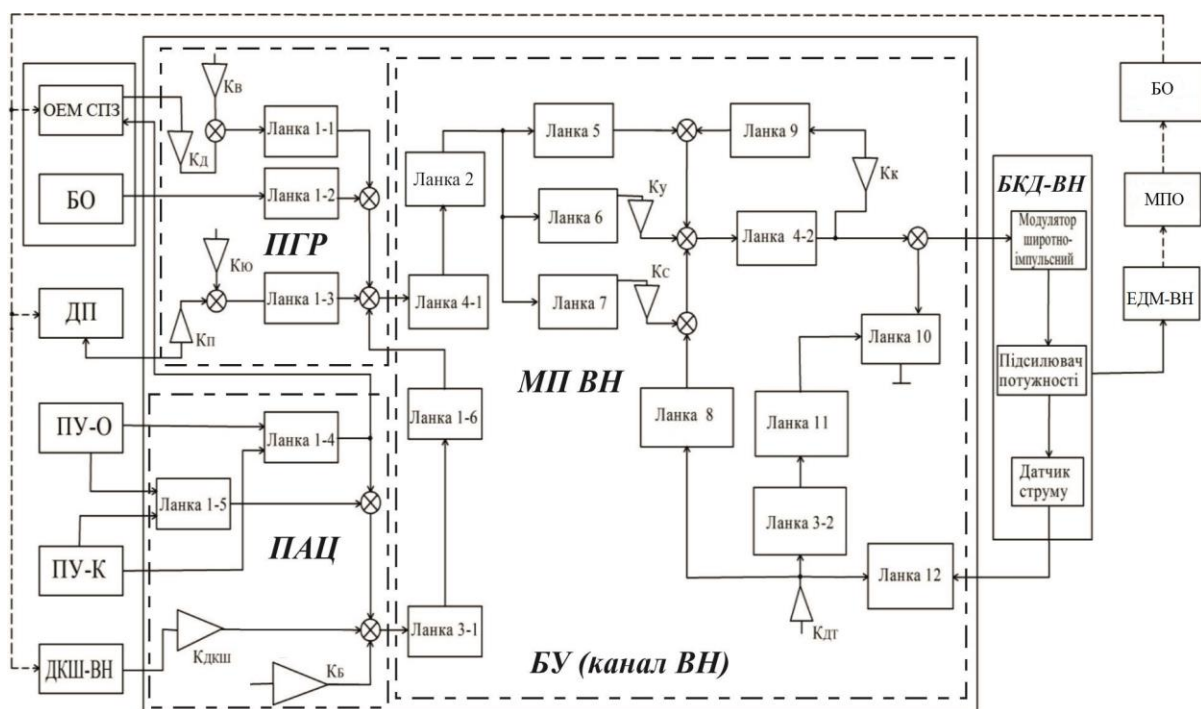 ОЕМ СПЗ
БО
ДП
ПУ-О
ПУ-К
ДКШ-ВН
Кв
Кд
Ланка 1-1
Ланка 1-2
ПГР
Кю
Ланка 1-3
Кп
Ланка 1-4
Ланка 1-5
ПАЦ
Кдкш
КБ
Ланка 2
Ланка 4-1
Ланка 1-6
Ланка 3-1
Ланка 5
Ланка 9
Кк
Ку
Ланка 6
Ланка 4-2
Кс
Ланка 7
МП ВН
Ланка 10
Ланка 8
Ланка 11
Ланка 3-2
Ланка 12
Кдт
БУ (канал ВН)
БКД-ВН
Модулятор
широтно-
імпульсний
Підсилювач
потужності
Датчик
струму
БО
МПО
ЕДМ-ВН